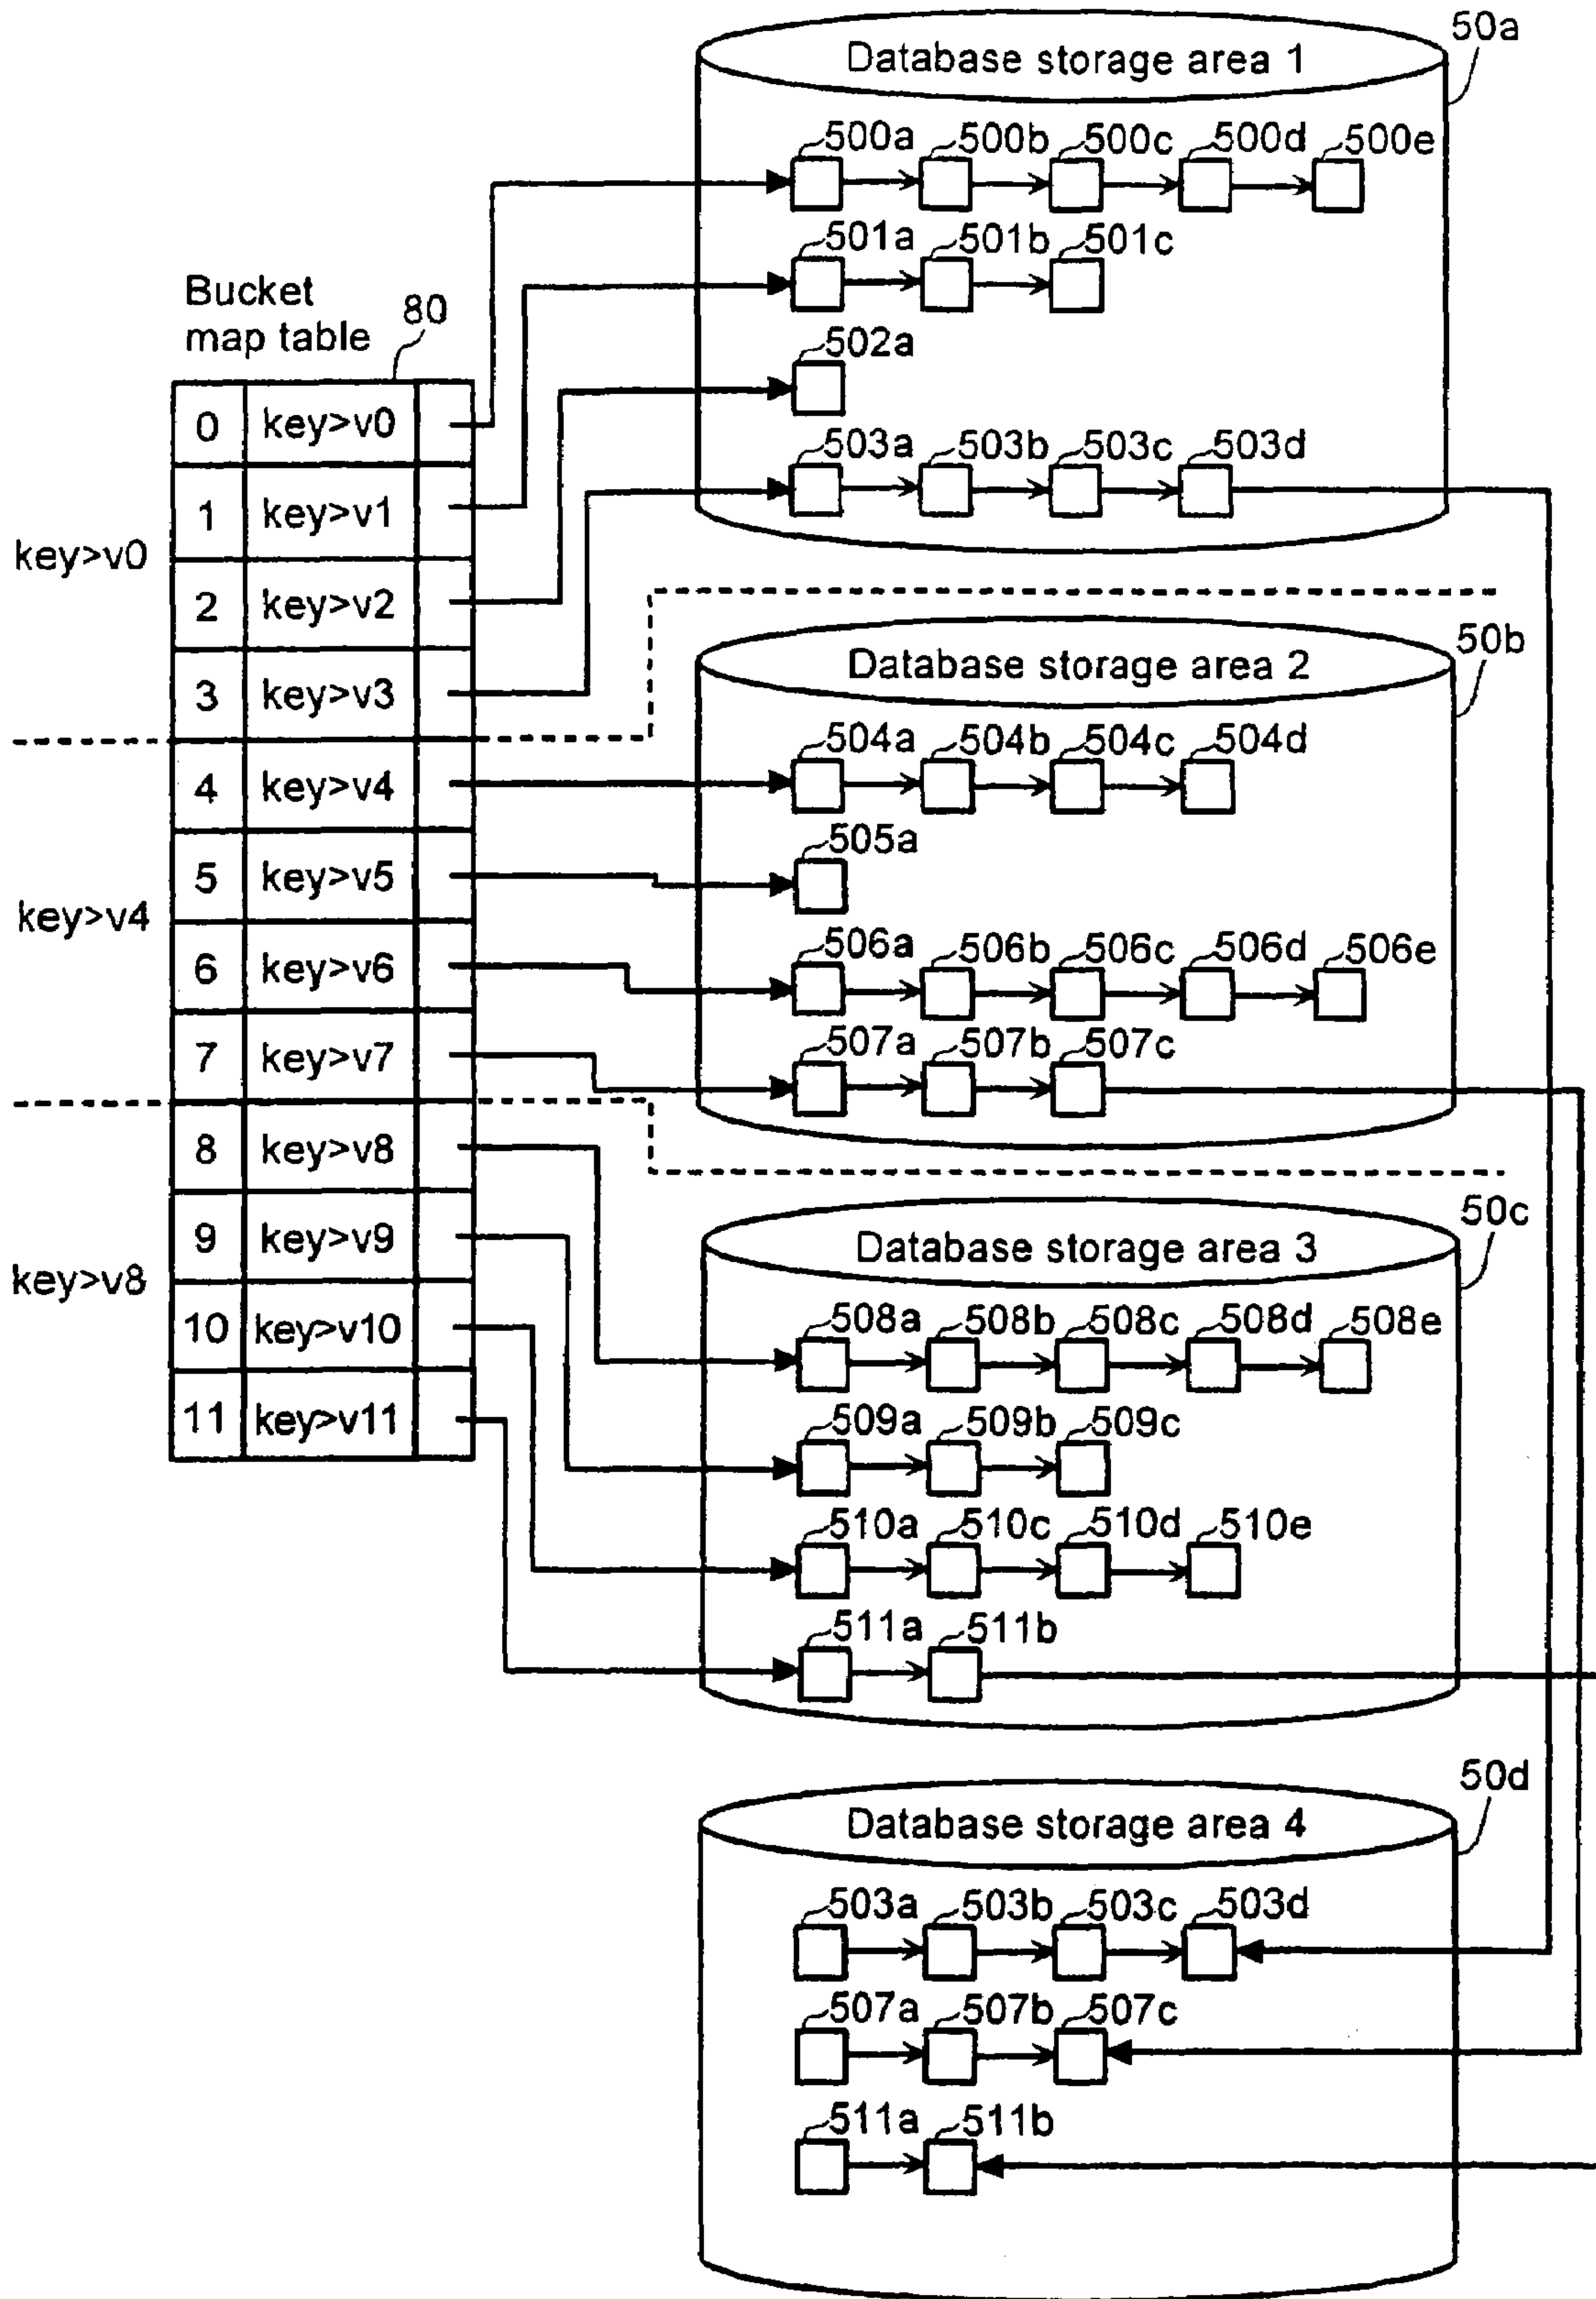 50a
Database storage area 1
500a 500b 500c 500d 500e
501a 501b 501c
502a
503a 503b 503c 503d
Bucket
map table
80
0 key>v0
1 key>v1
2 key>v2
3 key>v3
4 key>v4
5 key>v5
6 key>v6
7 key>v7
8 key>v8
9 key>v9
10 key>v10
11 key>v11
key>v0
key>v4
key>v8
50b
Database storage area 2
504a 504b 504c 504d
505a
506a 506b 506c 506d 506e
507a 507b 507c
50c
Database storage area 3
508a 508b 508c 508d 508e
509a 509b 509c
510a 510c 510d 510e
511a 511b
50d
Database storage area 4
503a 503b 503c 503d
507a 507b 507c
511a 511b